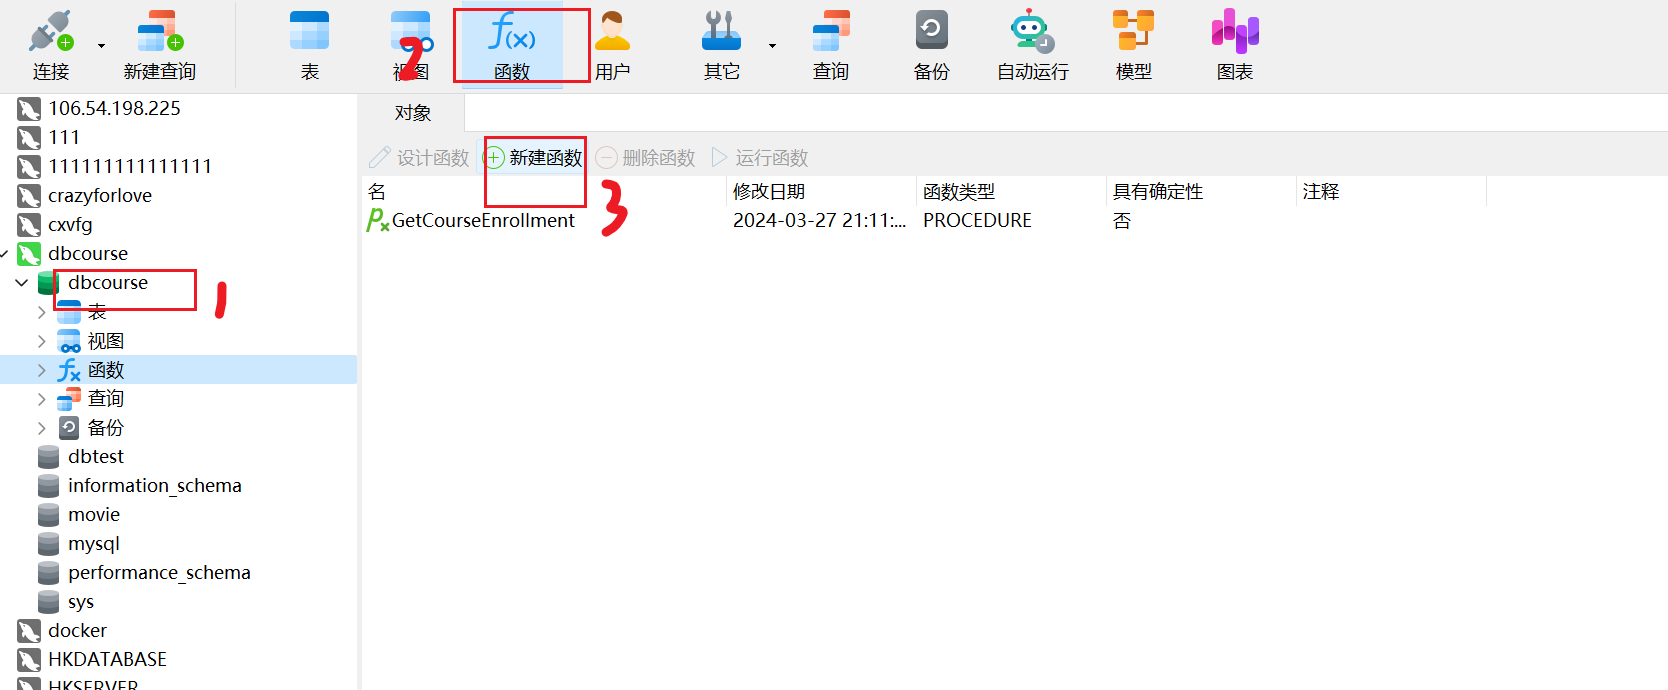 连接 新建查询 表 视图 函数 用户 其它 查询 备份 自动运行 模型 图表
2
106.54.198.225
111
111111111111111
crazyforlove
cxvfg
dbcourse
dbcourse
1
表
视图
函数
查询
备份
dbtest
information_schema
movie
mysql
performance_schema
sys
docker
HKDATABASE
HKSERVER
对象
设计函数 新建函数 删除函数 运行函数
3
名 修改日期 函数类型 具有确定性 注释
GetCourseEnrollment 2024-03-27 21:11:... PROCEDURE 否